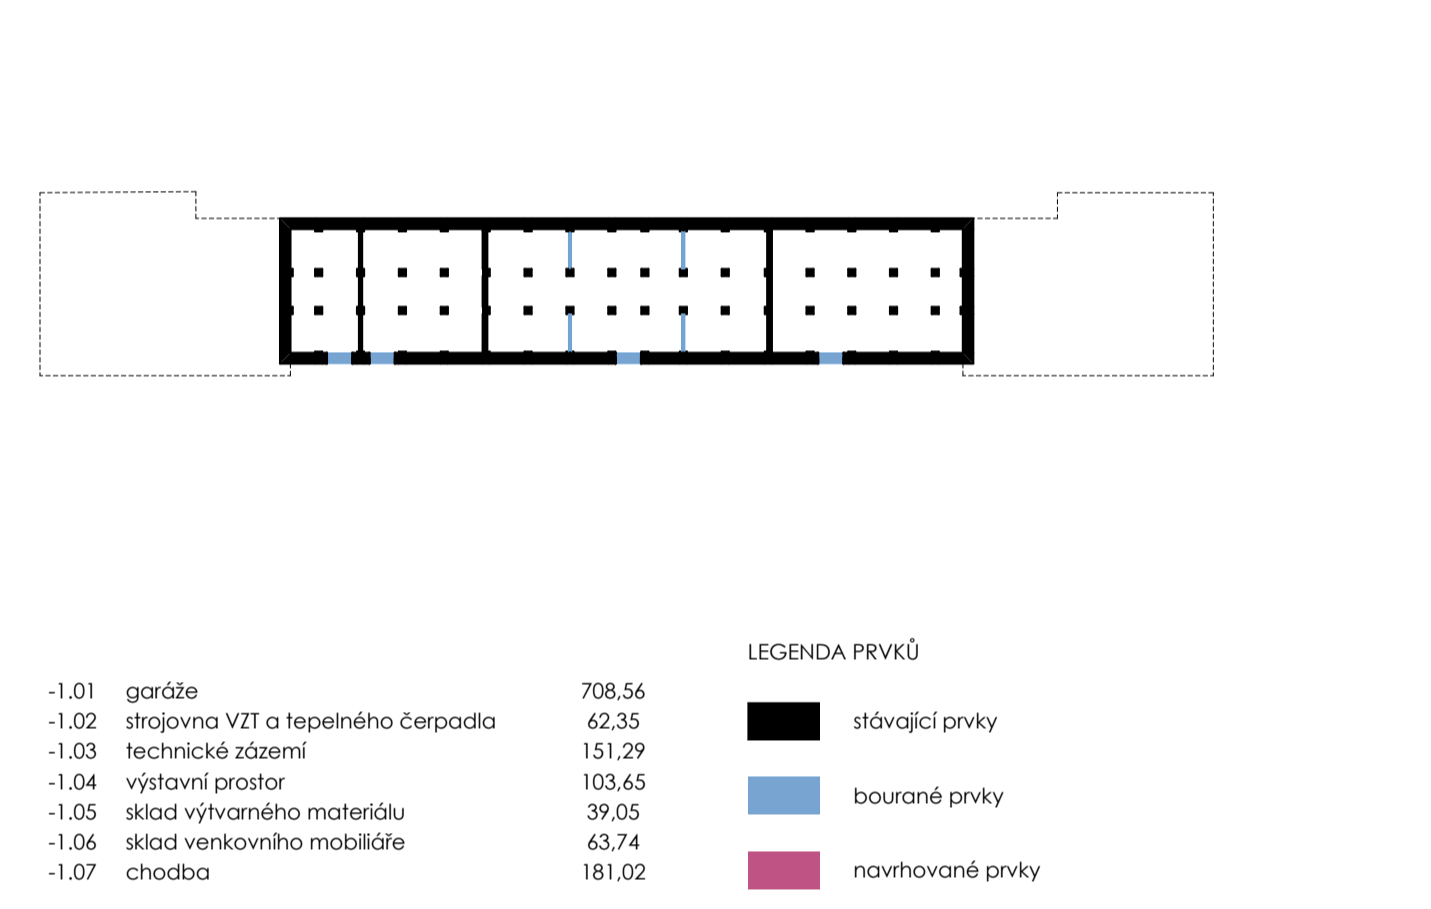 -1.01 garáže 708,56
-1.02 strojovna VZT a tepelného čerpadla 62,35
-1.03 technické zázemí 151,29
-1.04 výstavní prostor 103,65
-1.05 sklad výtvarného materiálu 39,05
-1.06 sklad venkovního mobiliáře 63,74
-1.07 chodba 181,02
LEGENDA PRVKŮ
stávající prvky
bourané prvky
navrhované prvky